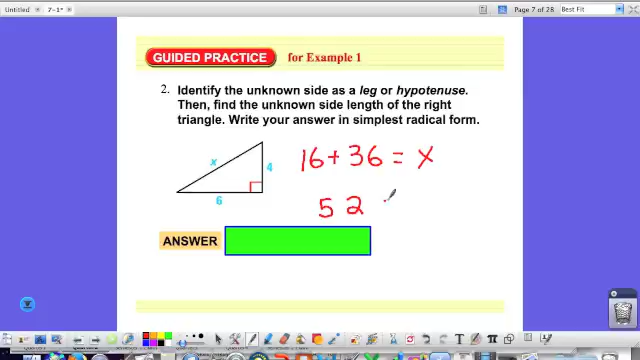 Untitled 7-1*
Page 7 of 28 Best Fit
GUIDED PRACTICE for Example 1
2. Identify the unknown side as a leg or hypotenuse.
Then, find the unknown side length of the right
triangle. Write your answer in simplest radical form.
x
4
6
16 + 36 = x
52
ANSWER